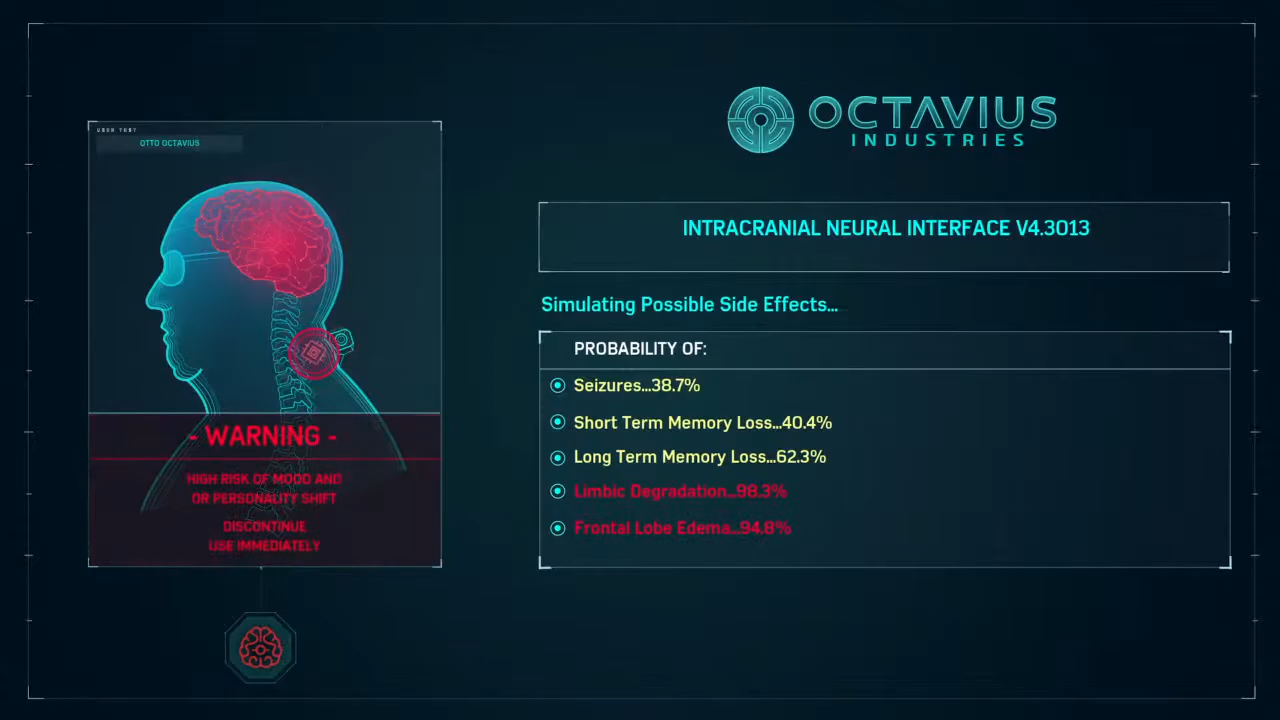 USER TEST
OTTO OCTAVIUS
- WARNING -
HIGH RISK OF MOOD AND
OR PERSONALITY SHIFT
DISCONTINUE
USE IMMEDIATELY
OCTAVIUS
INDUSTRIES
INTRACRANIAL NEURAL INTERFACE V4.3013
Simulating Possible Side Effects...
PROBABILITY OF:
Seizures...38.7%
Short Term Memory Loss...40.4%
Long Term Memory Loss...62.3%
Limbic Degradation...98.3%
Frontal Lobe Edema...94.8%